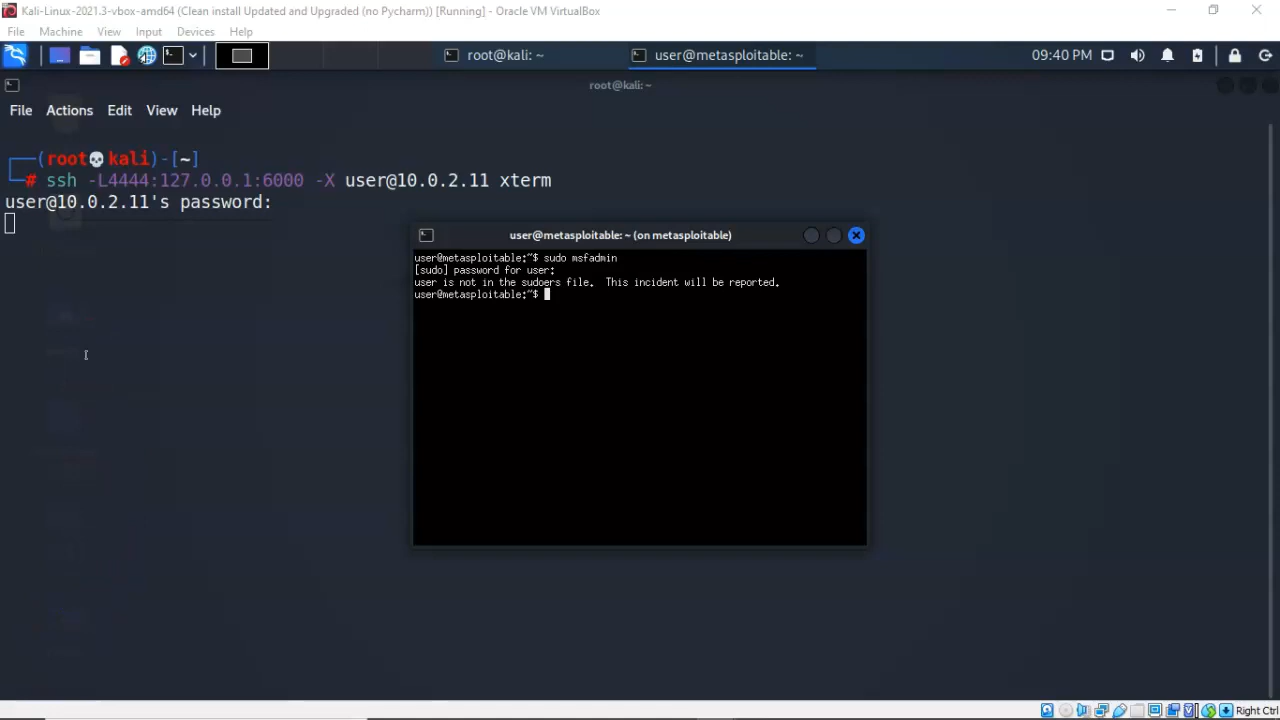 Kali-Linux-2021.3-vbox-amd64 (Clean install Updated and Upgraded (no Pycharm)) [Running] - Oracle VM VirtualBox
File Machine View Input Devices Help
root@kali: ~
user@metasploitable: ~
09:40 PM
root@kali: ~
File Actions Edit View Help
┌──(root💀kali)-[~]
└─# ssh -L4444:127.0.0.1:6000 -X user@10.0.2.11 xterm
user@10.0.2.11's password:
user@metasploitable: ~ (on metasploitable)
user@metasploitable:~$ sudo msfadmin
[sudo] password for user:
user is not in the sudoers file.  This incident will be reported.
user@metasploitable:~$
Right Ctrl